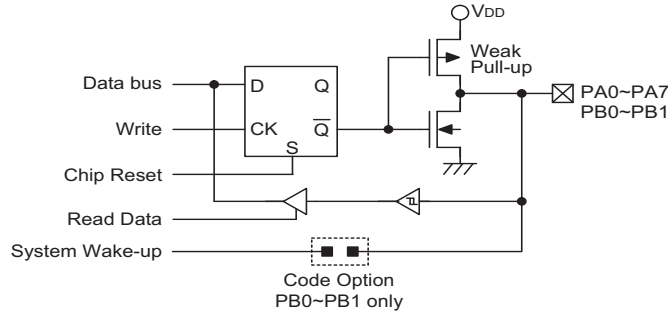 VDD
Weak
Pull-up
Data bus
D
Q
PA0~PA7
PB0~PB1
Write
CK
Q
S
Chip Reset
Read Data
System Wake-up
Code Option
PB0~PB1 only